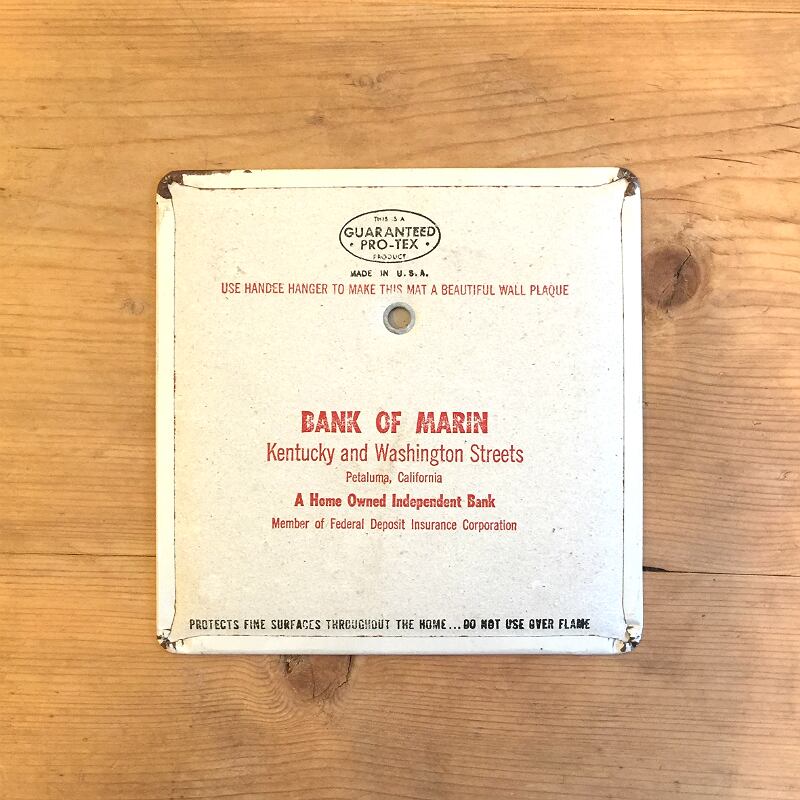 THIS IS A
GUARANTEED
• PRO-TEX •
PRODUCT
MADE IN U.S.A.
USE HANDEE HANGER TO MAKE THIS MAT A BEAUTIFUL WALL PLAQUE
BANK OF MARIN
Kentucky and Washington Streets
Petaluma, California
A Home Owned Independent Bank
Member of Federal Deposit Insurance Corporation
PROTECTS FINE SURFACES THROUGHOUT THE HOME...DO NOT USE OVER FLAME